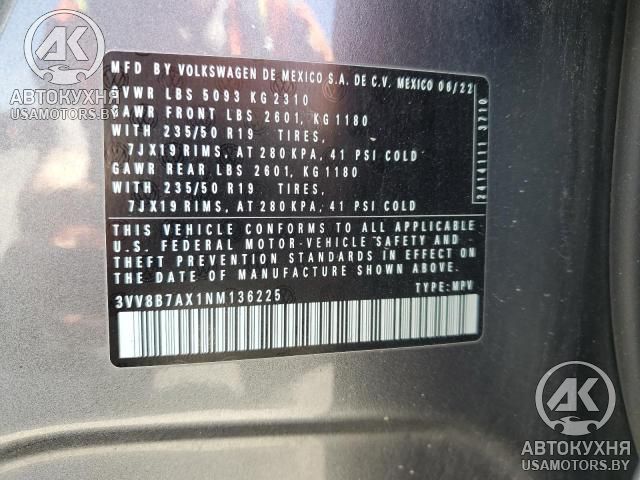 АВТОКУХНЯ
USAMOTORS.BY
MFD BY VOLKSWAGEN DE MEXICO S.A. DE C.V. MEXICO 06/22
GVWR LBS 5093 KG 2310
GAWR FRONT LBS 2601, KG 1180
WITH 235/50 R19 TIRES,
7JX19 RIMS, AT 280 KPA, 41 PSI COLD
GAWR REAR LBS 2601, KG 1180
WITH 235/50 R19 TIRES,
7JX19 RIMS, AT 280 KPA, 41 PSI COLD
2414111 3710
THIS VEHICLE CONFORMS TO ALL APPLICABLE
U.S. FEDERAL MOTOR-VEHICLE SAFETY AND
THEFT PREVENTION STANDARDS IN EFFECT ON
THE DATE OF MANUFACTURE SHOWN ABOVE.
3VV8B7AX1NM136225 TYPE: MPV
АК
АВТОКУХНЯ
USAMOTORS.BY